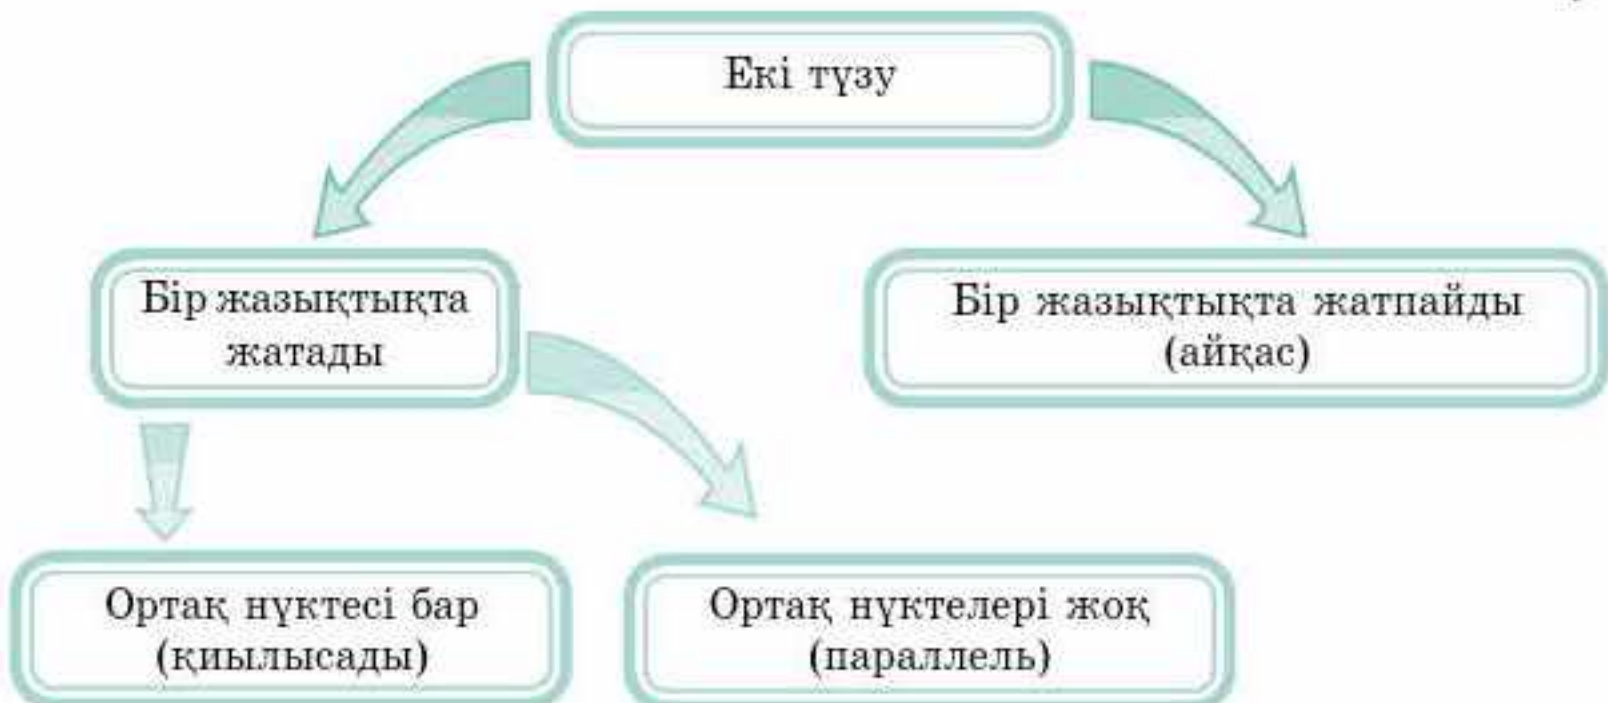 Екі түзу
Бір жазықтықта
жатады
Бір жазықтықта жатпайды
(айқас)
Ортақ нүктесі бар
(қиылысады)
Ортақ нүктелері жоқ
(параллель)